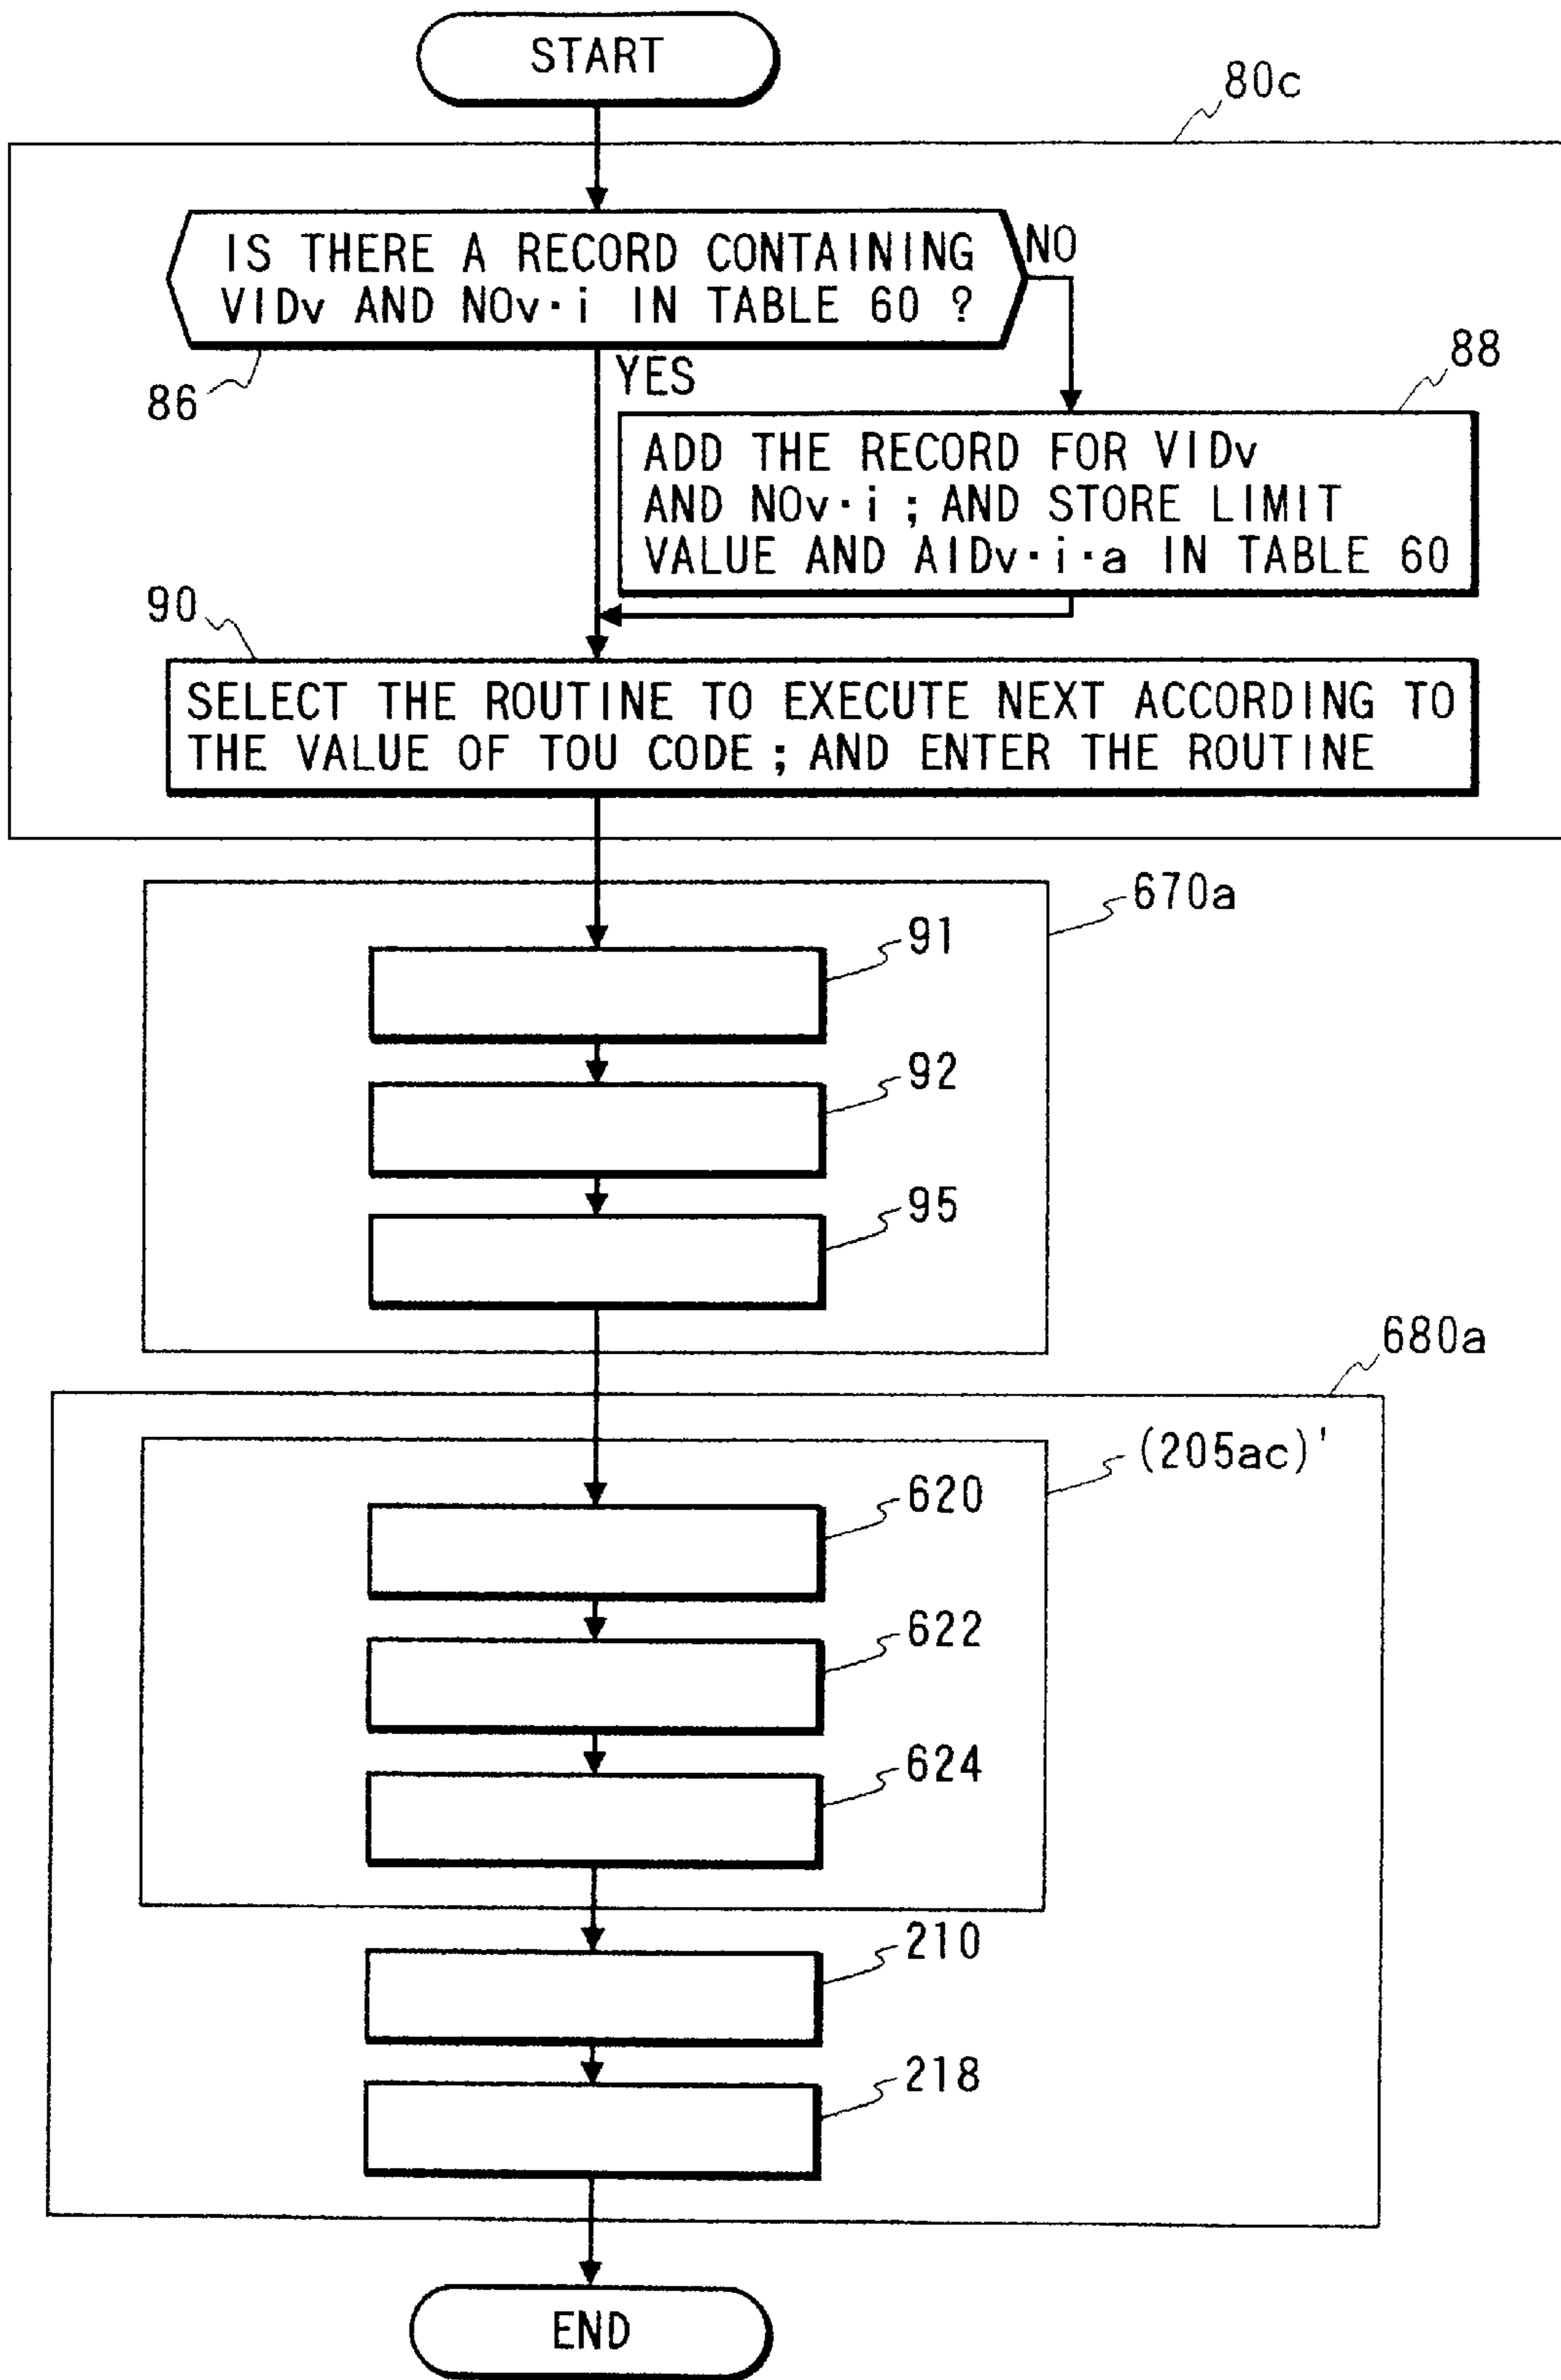 START
80c
IS THERE A RECORD CONTAINING
VIDv AND NOv·i IN TABLE 60 ?
NO
86
YES
88
ADD THE RECORD FOR VIDv
AND NOv·i ; AND STORE LIMIT
VALUE AND AIDv·i·a IN TABLE 60
90
SELECT THE ROUTINE TO EXECUTE NEXT ACCORDING TO
THE VALUE OF TOU CODE ; AND ENTER THE ROUTINE
670a
91
92
95
680a
(205ac)'
620
622
624
210
218
END